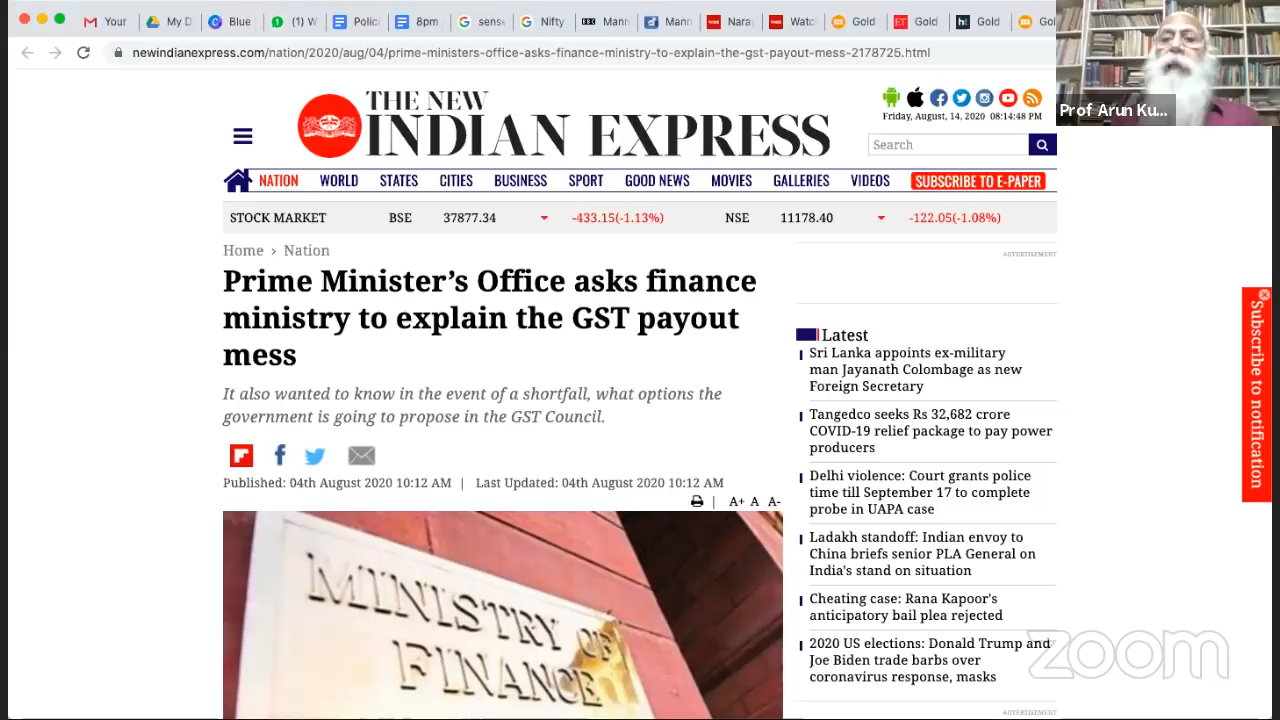 Gmail
My D
Blue
(1) W
Polic
8pm
sens
Nifty
Mann
Mann
Nara
Watc
Gold
Gold
Gold
Gol
newindianexpress.com/nation/2020/aug/04/prime-ministers-office-asks-finance-ministry-to-explain-the-gst-payout-mess-2178725.html
Prof Arun Ku...
THE NEW
INDIAN EXPRESS
Friday, August, 14, 2020 08:14:48 PM
Search
NATION WORLD STATES CITIES BUSINESS SPORT GOOD NEWS MOVIES GALLERIES VIDEOS SUBSCRIBE TO E-PAPER
STOCK MARKET BSE 37877.34 -433.15(-1.13%) NSE 11178.40 -122.05(-1.08%)
Home › Nation
Prime Minister’s Office asks finance
ministry to explain the GST payout
mess
It also wanted to know in the event of a shortfall, what options the
government is going to propose in the GST Council.
Published: 04th August 2020 10:12 AM | Last Updated: 04th August 2020 10:12 AM
A+ A A-
MINISTRY OF
FINANCE
ADVERTISEMENT
Latest
Sri Lanka appoints ex-military
man Jayanath Colombage as new
Foreign Secretary
Tangedco seeks Rs 32,682 crore
COVID-19 relief package to pay power
producers
Delhi violence: Court grants police
time till September 17 to complete
probe in UAPA case
Ladakh standoff: Indian envoy to
China briefs senior PLA General on
India's stand on situation
Cheating case: Rana Kapoor's
anticipatory bail plea rejected
2020 US elections: Donald Trump and
Joe Biden trade barbs over
coronavirus response, masks
ADVERTISEMENT
Subscribe to notification
zoom